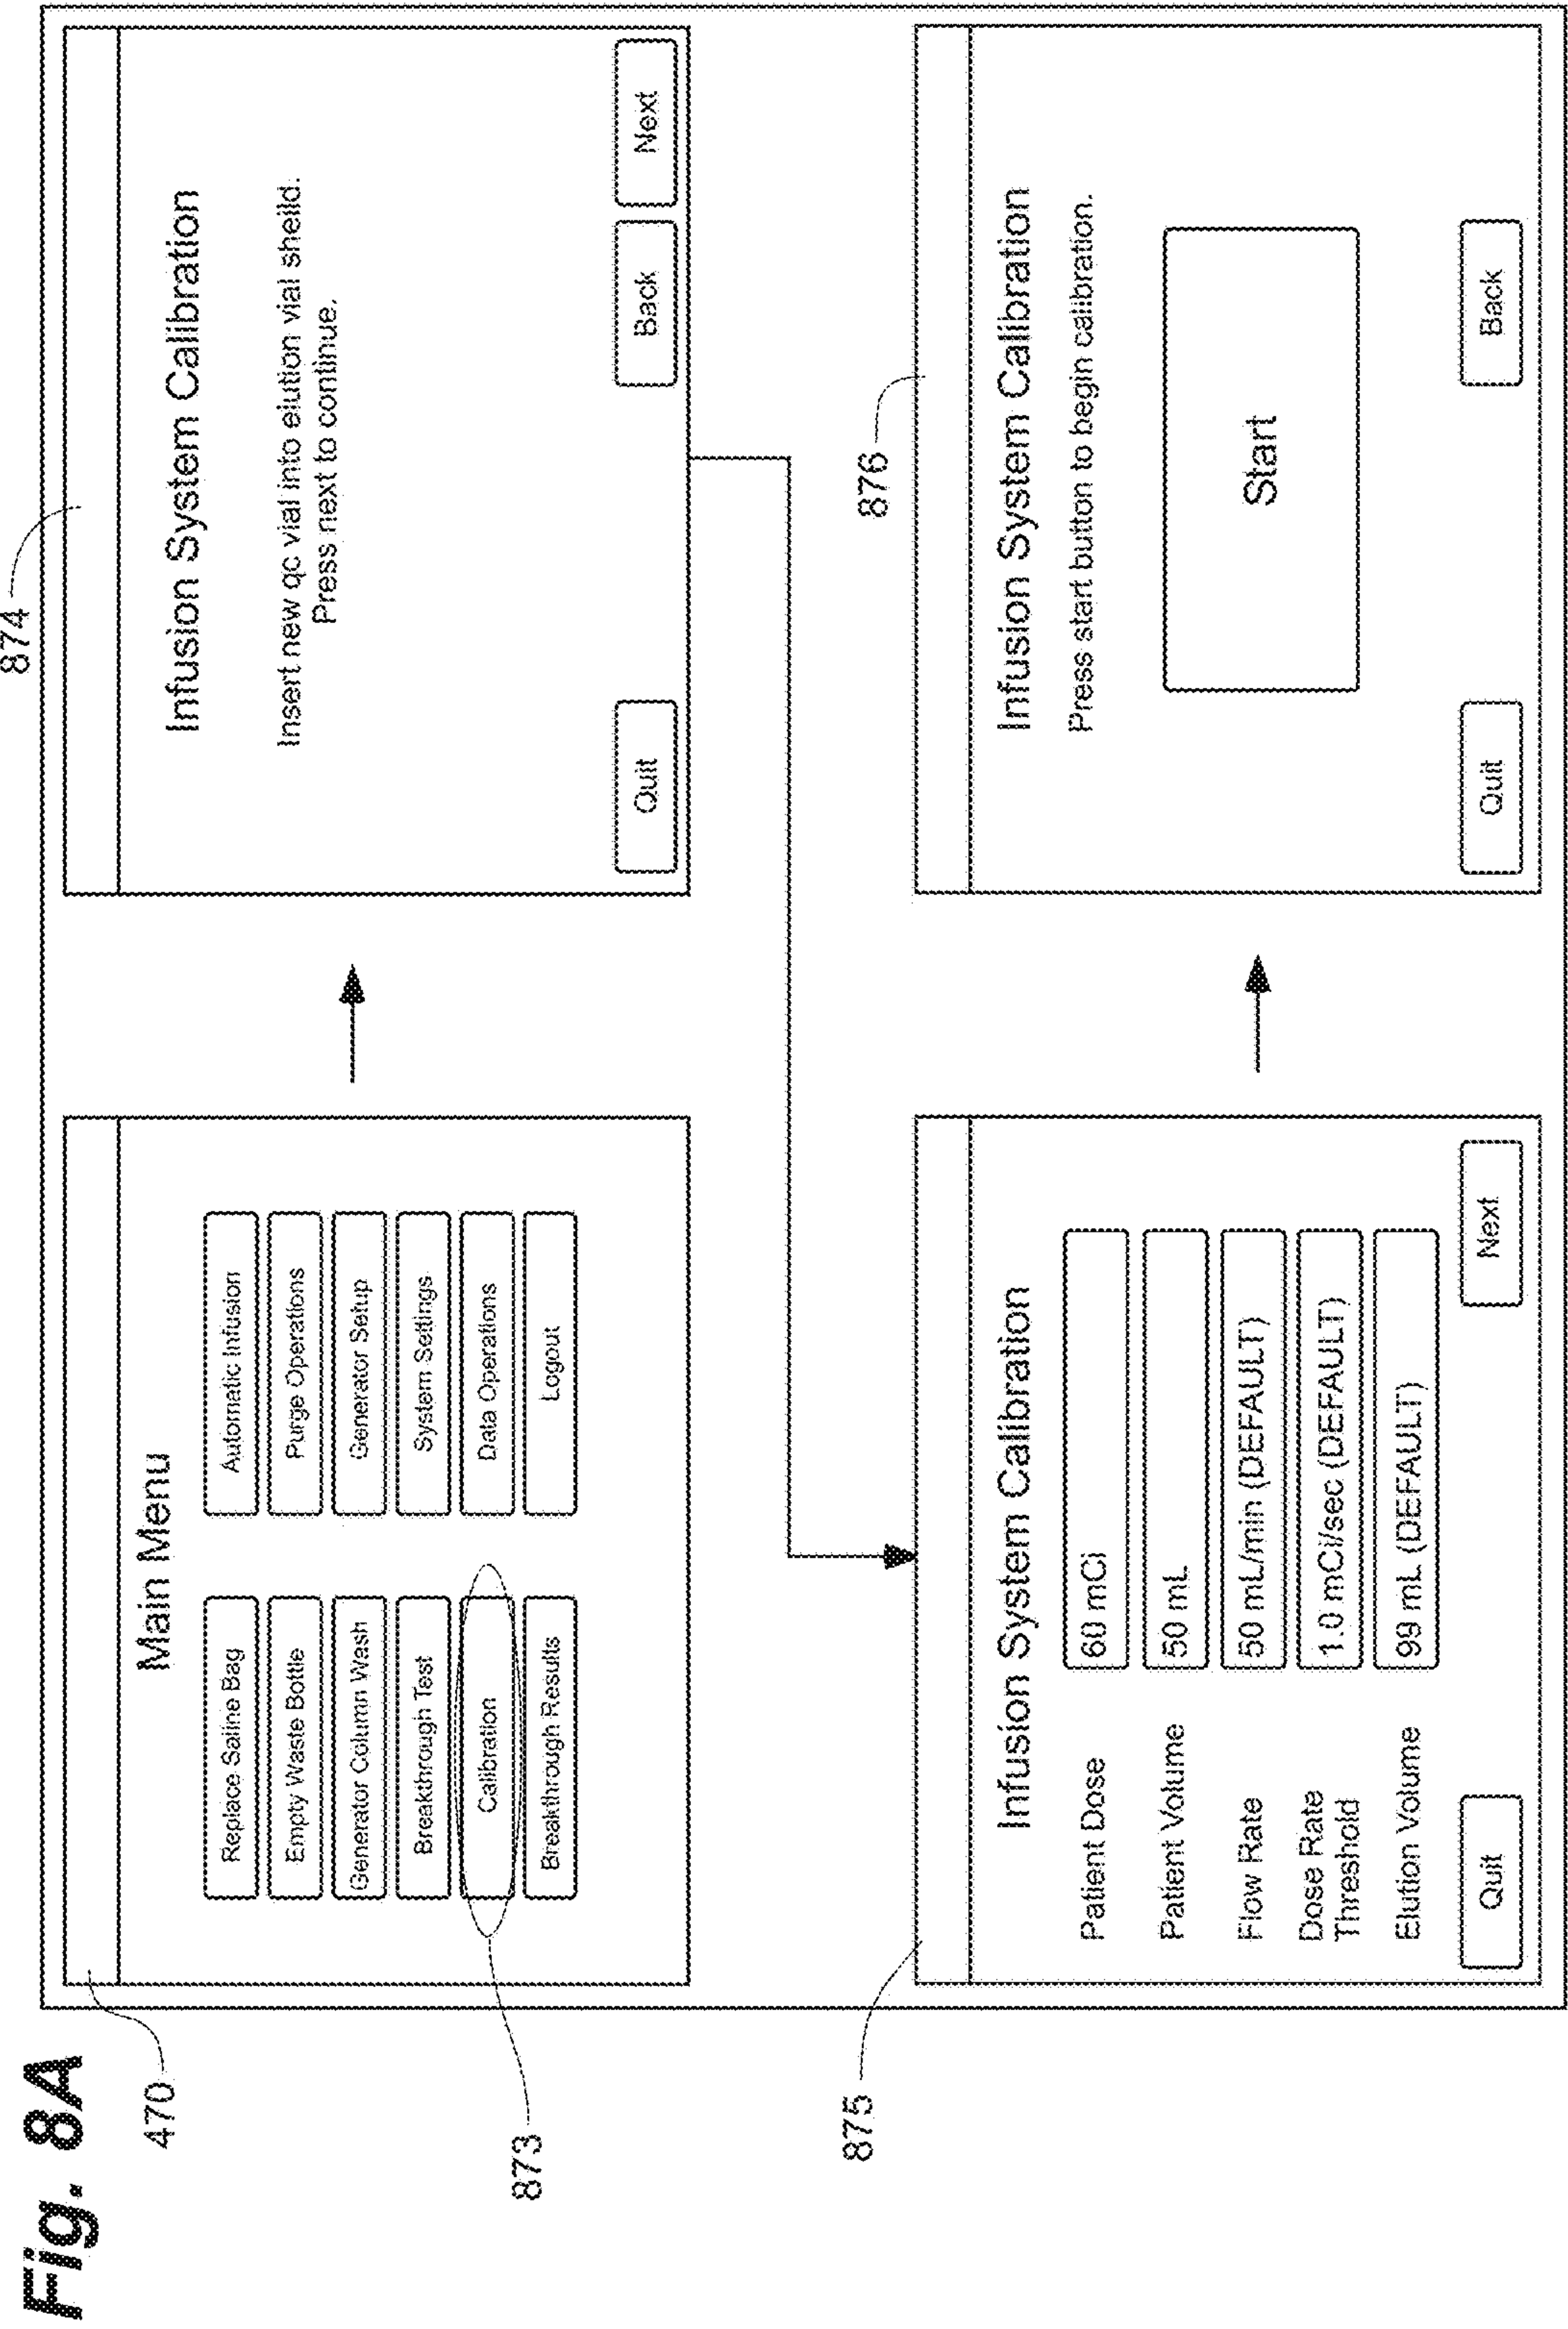 Fig. 8A
470
Main Menu
Replace Saline Bag
Automatic Infusion
Empty Waste Bottle
Purge Operations
Generator Column Wash
Generator Setup
Breakthrough Test
System Settings
Calibration
Data Operations
Breakthrough Results
Logout
873
874
Infusion System Calibration
Insert new qc vial into elution vial sheild.
Press next to continue.
Quit
Back
Next
875
Infusion System Calibration
Patient Dose
60 mCi
Patient Volume
50 mL
Flow Rate
50 mL/min (DEFAULT)
Dose Rate
Threshold
1.0 mCi/sec (DEFAULT)
Elution Volume
99 mL (DEFAULT)
Quit
Next
876
Infusion System Calibration
Press start button to begin calibration.
Start
Quit
Back